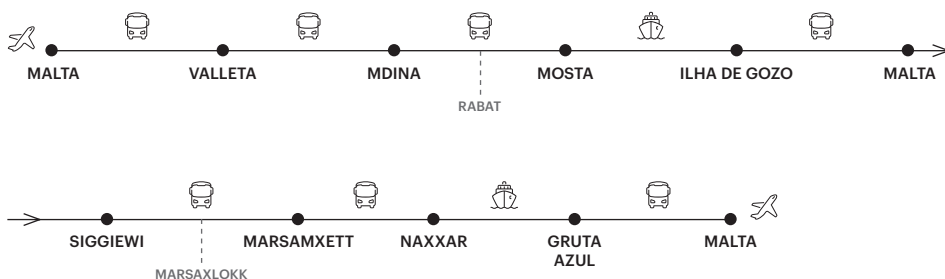 MALTA VALLETA MDINA MOSTA ILHA DE GOZO MALTA
RABAT
SIGGIEWI MARSAMXETT NAXXAR GRUTA AZUL MALTA
MARSAXLOKK